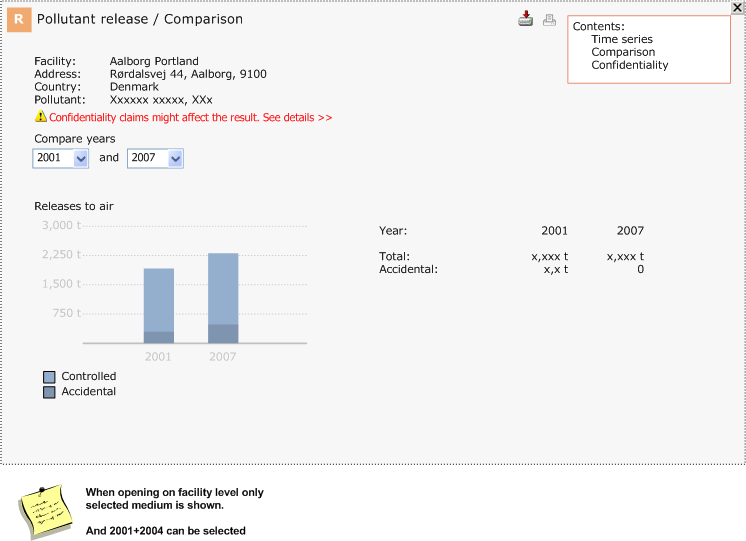 R Pollutant release / Comparison
Contents:
Time series
Comparison
Confidentiality
Facility: Aalborg Portland
Address: Rørdalsvej 44, Aalborg, 9100
Country: Denmark
Pollutant: Xxxxxx xxxxx, XXx
Confidentiality claims might affect the result. See details >>
Compare years
2001 and 2007
Releases to air
3,000 t
2,250 t
1,500 t
750 t
2001 2007
Controlled
Accidental
Year: 2001 2007
Total: x,xxx t x,xxx t
Accidental: x,x t 0
When opening on facility level only
selected medium is shown.
And 2001+2004 can be selected